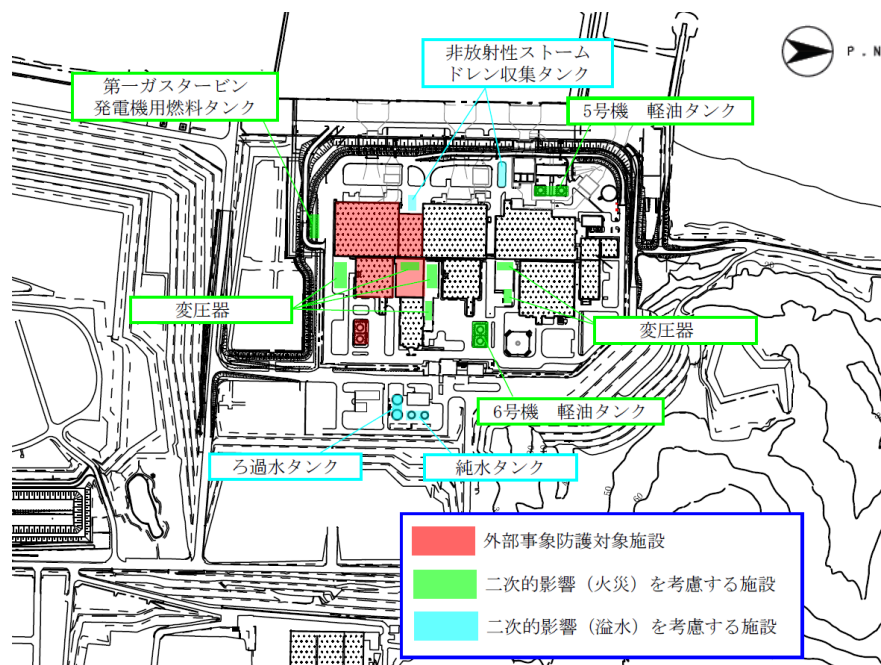 非放射性ストーム
ドレン収集タンク
P.N
第一ガスタービン
発電機用燃料タンク
5号機 軽油タンク
変圧器
変圧器
6号機 軽油タンク
ろ過水タンク
純水タンク
外部事象防護対象施設
二次的影響（火災）を考慮する施設
二次的影響（溢水）を考慮する施設